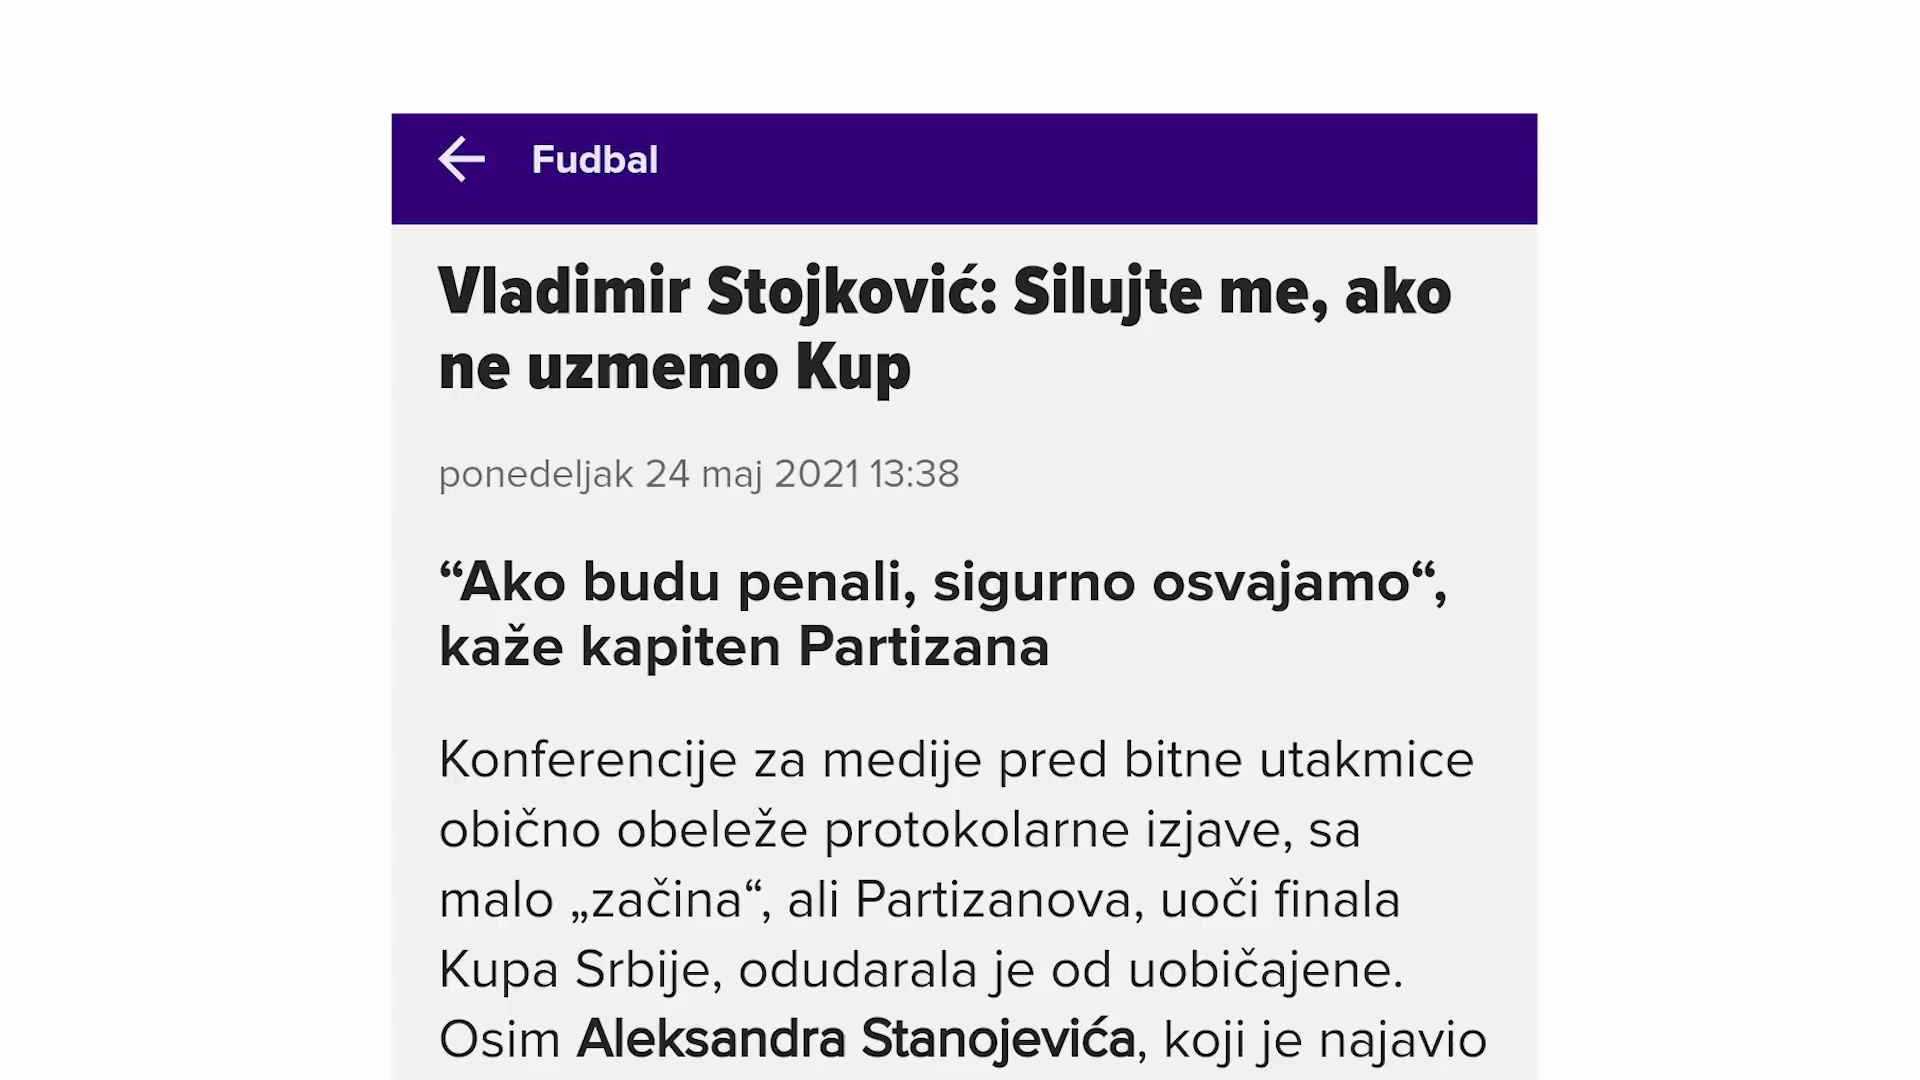 Fudbal
Vladimir Stojković: Silujte me, ako
ne uzmemo Kup
ponedeljak 24 maj 2021 13:38
“Ako budu penali, sigurno osvajamo“,
kaže kapiten Partizana
Konferencije za medije pred bitne utakmice
obično obeleže protokolarne izjave, sa
malo „začina“, ali Partizanova, uoči finala
Kupa Srbije, odudarala je od uobičajene.
Osim Aleksandra Stanojevića, koji je najavio